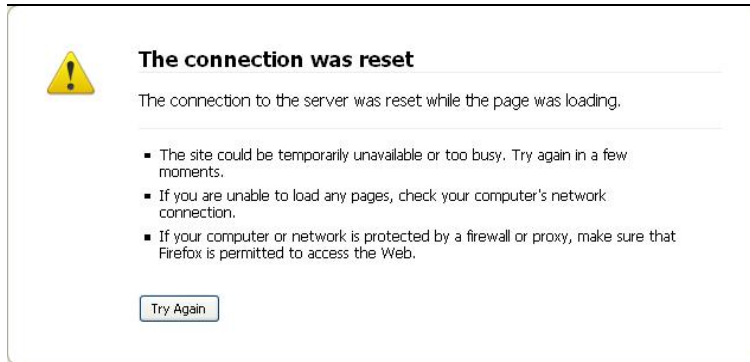 The connection was reset
The connection to the server was reset while the page was loading.
▪ The site could be temporarily unavailable or too busy. Try again in a few
moments.
▪ If you are unable to load any pages, check your computer's network
connection.
▪ If your computer or network is protected by a firewall or proxy, make sure that
Firefox is permitted to access the Web.
Try Again